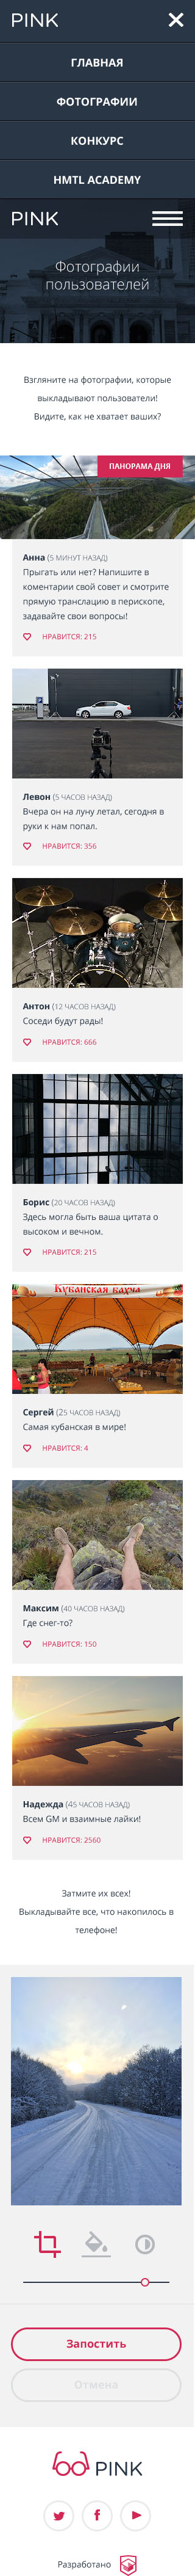 PINK
ГЛАВНАЯ
ФОТОГРАФИИ
КОНКУРС
HMTL ACADEMY
PINK
Фотографии
пользователей
Взгляните на фотографии, которые
выкладывают пользователи!
Видите, как не хватает ваших?
ПАНОРАМА ДНЯ
Анна (5 МИНУТ НАЗАД)
Прыгать или нет? Напишите в
коментарии свой совет и смотрите
прямую трансляцию в перископе,
задавайте свои вопросы!
НРАВИТСЯ: 215
Левон (5 ЧАСОВ НАЗАД)
Вчера он на луну летал, сегодня в
руки к нам попал.
НРАВИТСЯ: 356
Антон (12 ЧАСОВ НАЗАД)
Соседи будут рады!
НРАВИТСЯ: 666
Борис (20 ЧАСОВ НАЗАД)
Здесь могла быть ваша цитата о
высоком и вечном.
НРАВИТСЯ: 215
Кубанская бахча
Сергей (25 ЧАСОВ НАЗАД)
Самая кубанская в мире!
НРАВИТСЯ: 4
Максим (40 ЧАСОВ НАЗАД)
Где снег-то?
НРАВИТСЯ: 150
Надежда (45 ЧАСОВ НАЗАД)
Всем GM и взаимные лайки!
НРАВИТСЯ: 2560
Затмите их всех!
Выкладывайте все, что накопилось в
телефоне!
Запостить
Отмена
PINK
Разработано